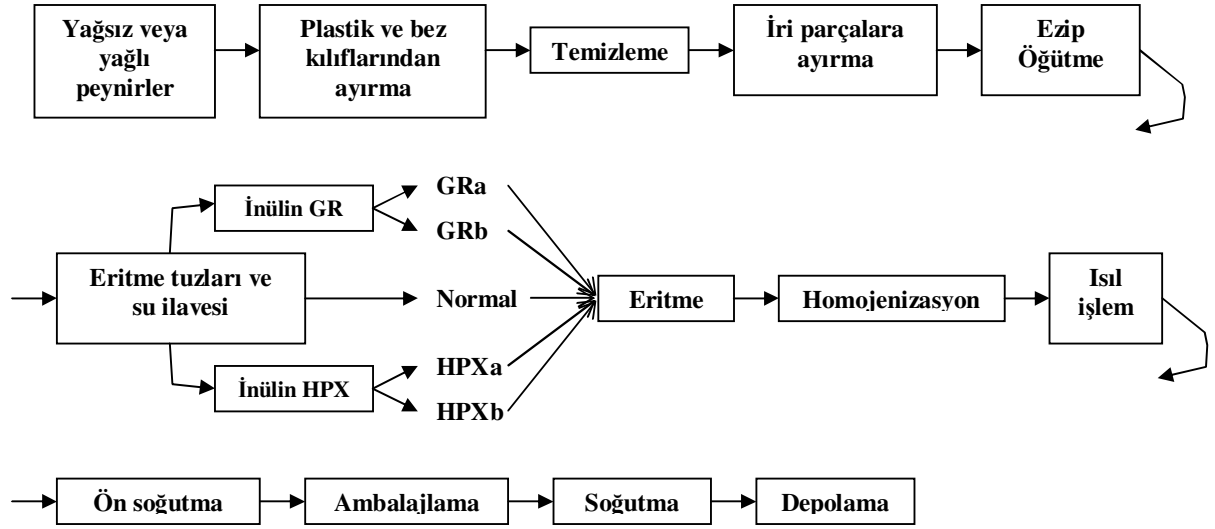 Yağsız veya
yağlı
peynirler
Plastik ve bez
kılıflarından
ayırma
Temizleme
İri parçalara
ayırma
Ezip
Öğütme
Eritme tuzları ve
su ilavesi
İnülin GR
İnülin HPX
GRa
GRb
Normal
HPXa
HPXb
Eritme
Homojenizasyon
Isıl
işlem
Ön soğutma
Ambalajlama
Soğutma
Depolama